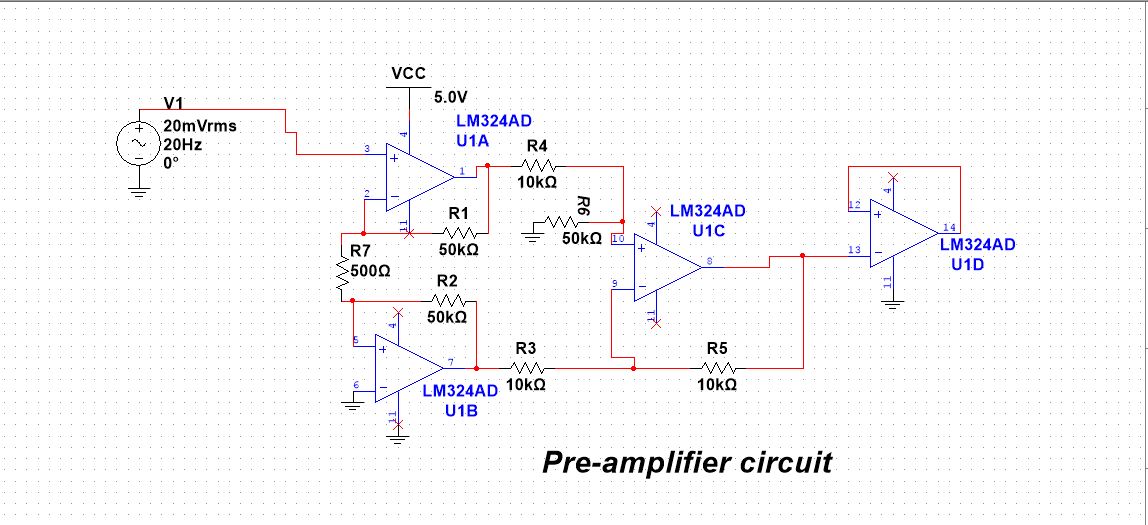 VCC
5.0V
V1
20mVrms
20Hz
0°
LM324AD
U1A
3
2
1
4
11
R4
10kΩ
R1
50kΩ
R6
50kΩ
R7
500Ω
R2
50kΩ
LM324AD
U1C
10
9
8
4
11
12
13
14
4
11
LM324AD
U1D
5
6
7
4
11
LM324AD
U1B
R3
10kΩ
R5
10kΩ
Pre-amplifier circuit